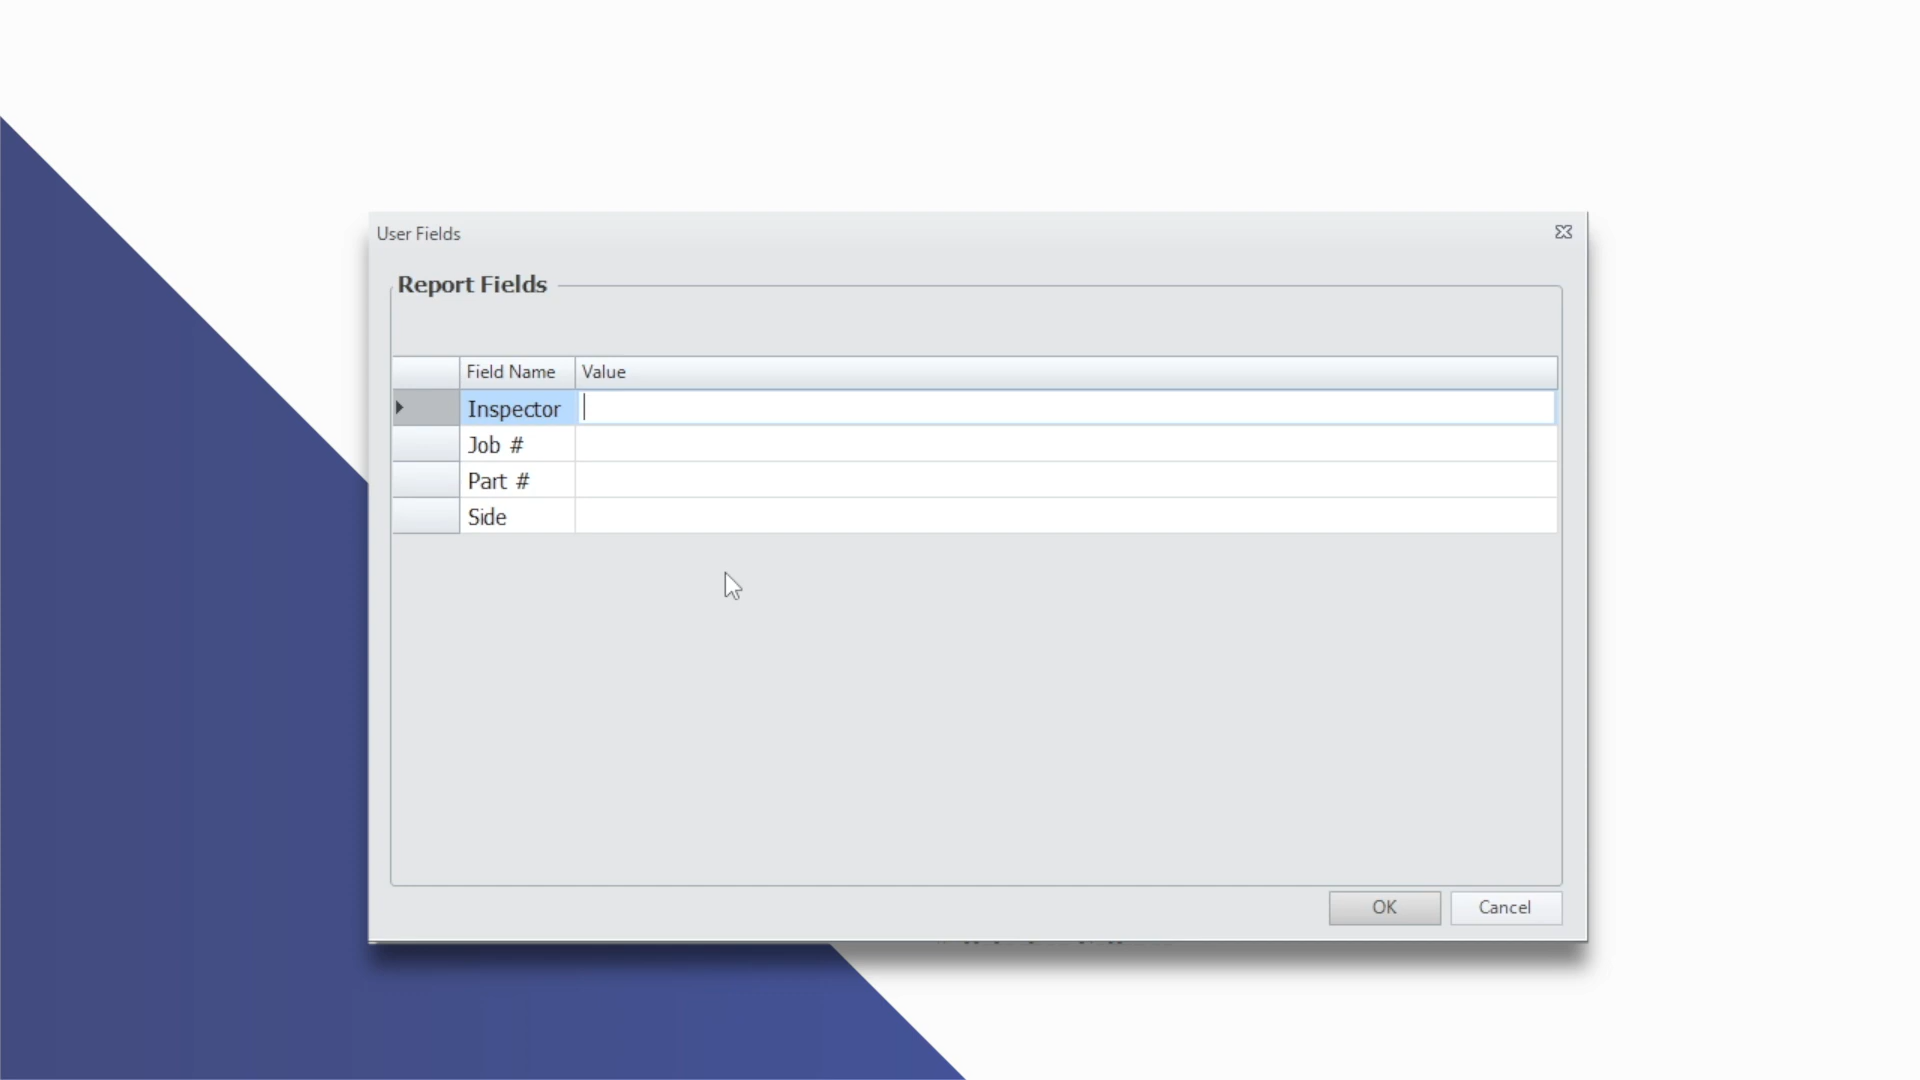 User Fields
Report Fields
Field Name Value
Inspector
Job #
Part #
Side
OK Cancel